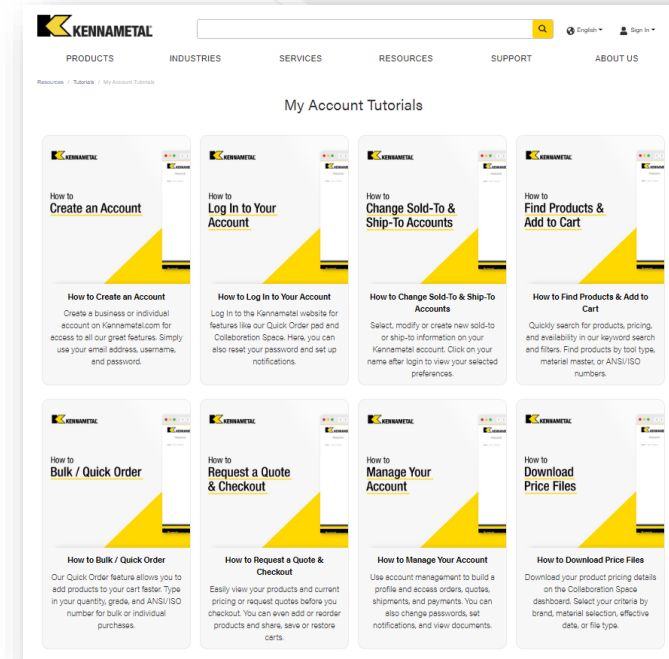 KENNAMETAL
English
Sign In
PRODUCTS
INDUSTRIES
SERVICES
RESOURCES
SUPPORT
ABOUT US
Resources / Tutorials / My Account Tutorials
My Account Tutorials
KENNAMETAL
How to
Create an Account
How to Create an Account
Create a business or individual
account on Kennametal.com for
access to all our great features. Simply
use your email address, username,
and password.
KENNAMETAL
How to
Log In to Your
Account
How to Log In to Your Account
Log In to the Kennametal website for
features like our Quick Order pad and
Collaboration Space. Here, you can
also reset your password and set up
notifications.
KENNAMETAL
How to
Change Sold-To &
Ship-To Accounts
How to Change Sold-To & Ship-To
Accounts
Select, modify or create new sold-to
or ship-to information on your
Kennametal account. Click on your
name after login to view your selected
preferences.
KENNAMETAL
How to
Find Products &
Add to Cart
How to Find Products & Add to
Cart
Quickly search for products, pricing,
and availability in our keyword search
and filters. Find products by tool type,
material master, or ANSI/ISO
numbers.
KENNAMETAL
How to
Bulk / Quick Order
How to Bulk / Quick Order
Our Quick Order feature allows you to
add products to your cart faster. Type
in your quantity, grade, and ANSI/ISO
number for bulk or individual
purchases.
KENNAMETAL
How to
Request a Quote
& Checkout
How to Request a Quote &
Checkout
Easily view your products and current
pricing or request quotes before you
checkout. You can even add or reorder
products and share, save or restore
carts.
KENNAMETAL
How to
Manage Your
Account
How to Manage Your Account
Use account management to build a
profile and access orders, quotes,
shipments, and payments. You can
also change passwords, set
notifications, and view documents.
KENNAMETAL
How to
Download
Price Files
How to Download Price Files
Download your product pricing details
on the Collaboration Space
dashboard. Select your criteria by
brand, material selection, effective
date, or file type.